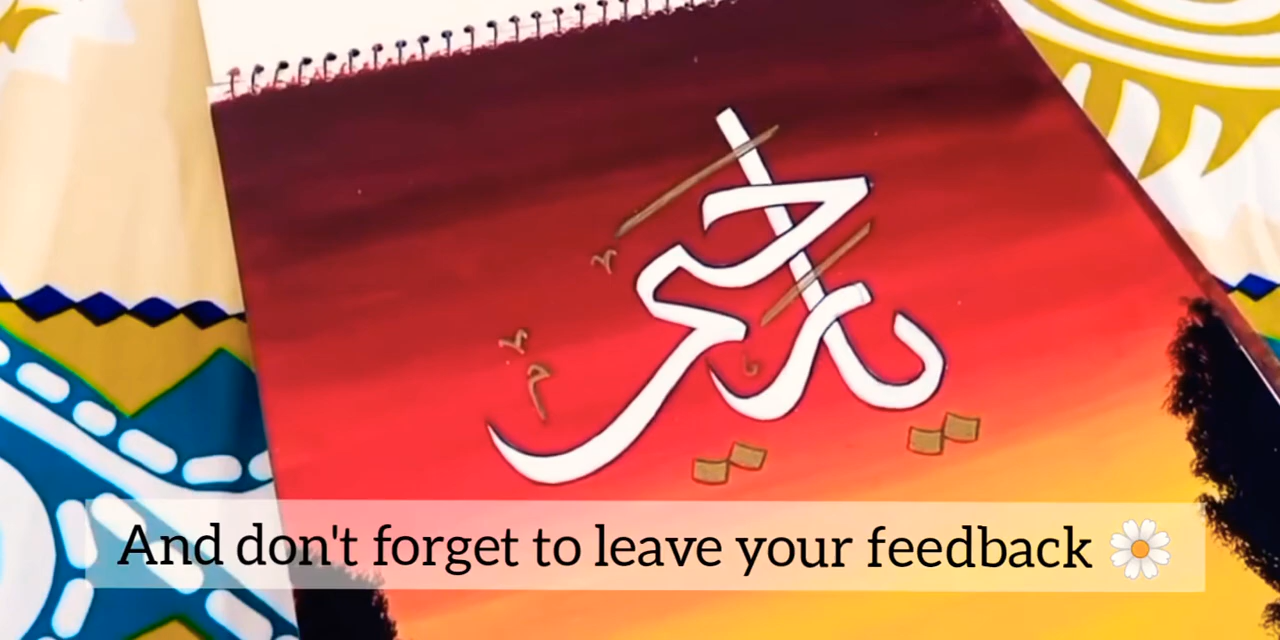 يا رحيم
And don't forget to leave your feedback 🌼